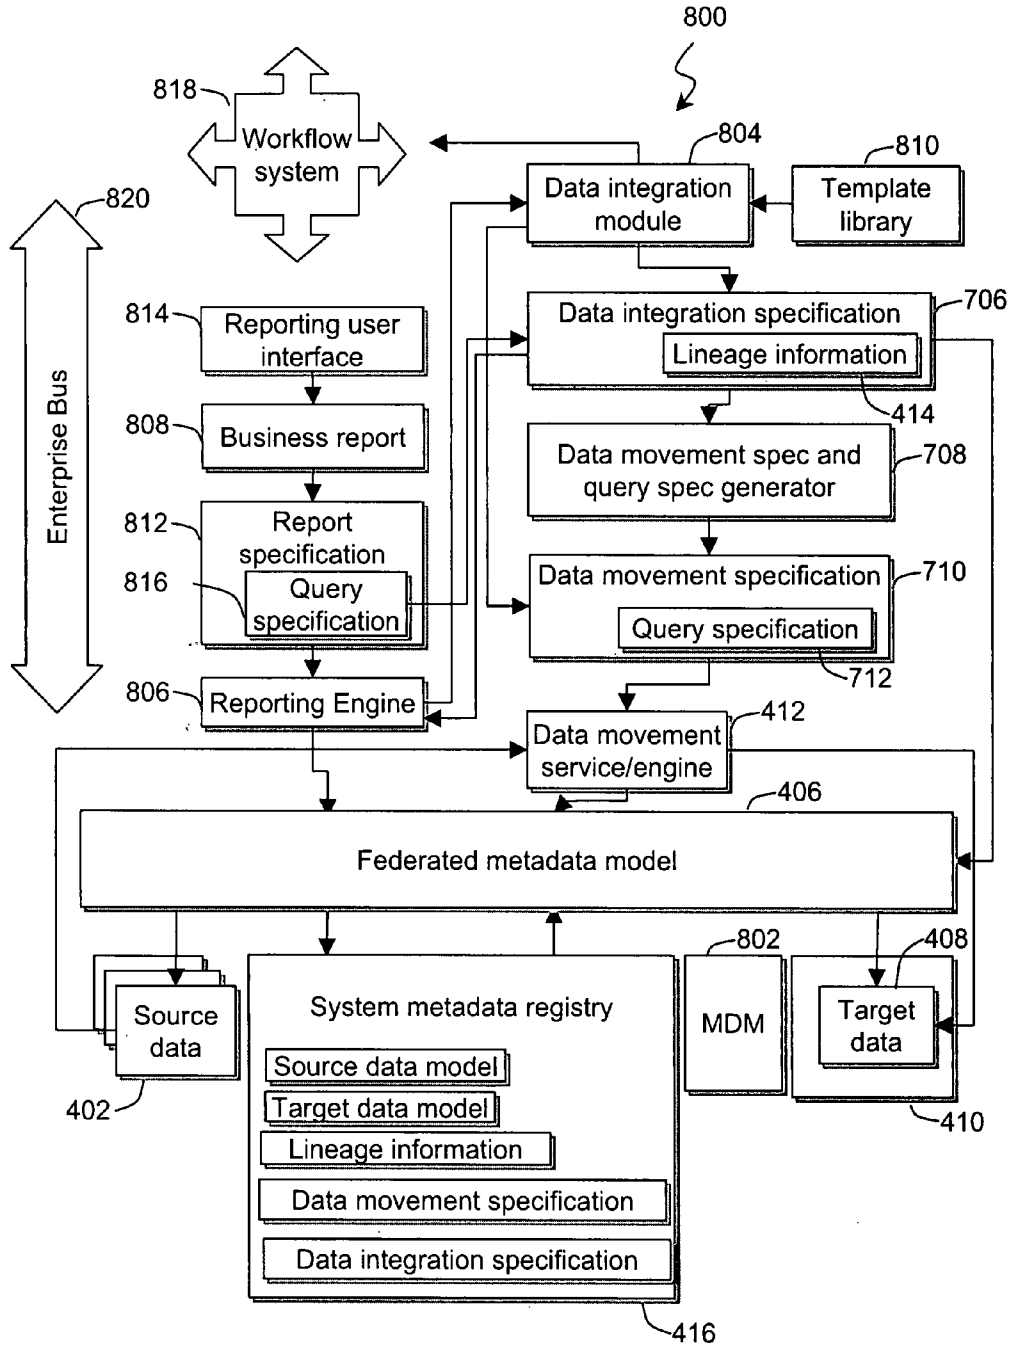 800
818
Workflow
system
804
Data integration
module
810
Template
library
820
Enterprise Bus
814
Reporting user
interface
706
Data integration specification
Lineage information
414
808
Business report
Data movement spec and
query spec generator
708
812
Report
specification
816
Query
specification
Data movement specification
710
Query specification
712
806
Reporting Engine
412
Data movement
service/engine
406
Federated metadata model
Source
data
402
System metadata registry
Source data model
Target data model
Lineage information
Data movement specification
Data integration specification
416
802
MDM
408
Target
data
410